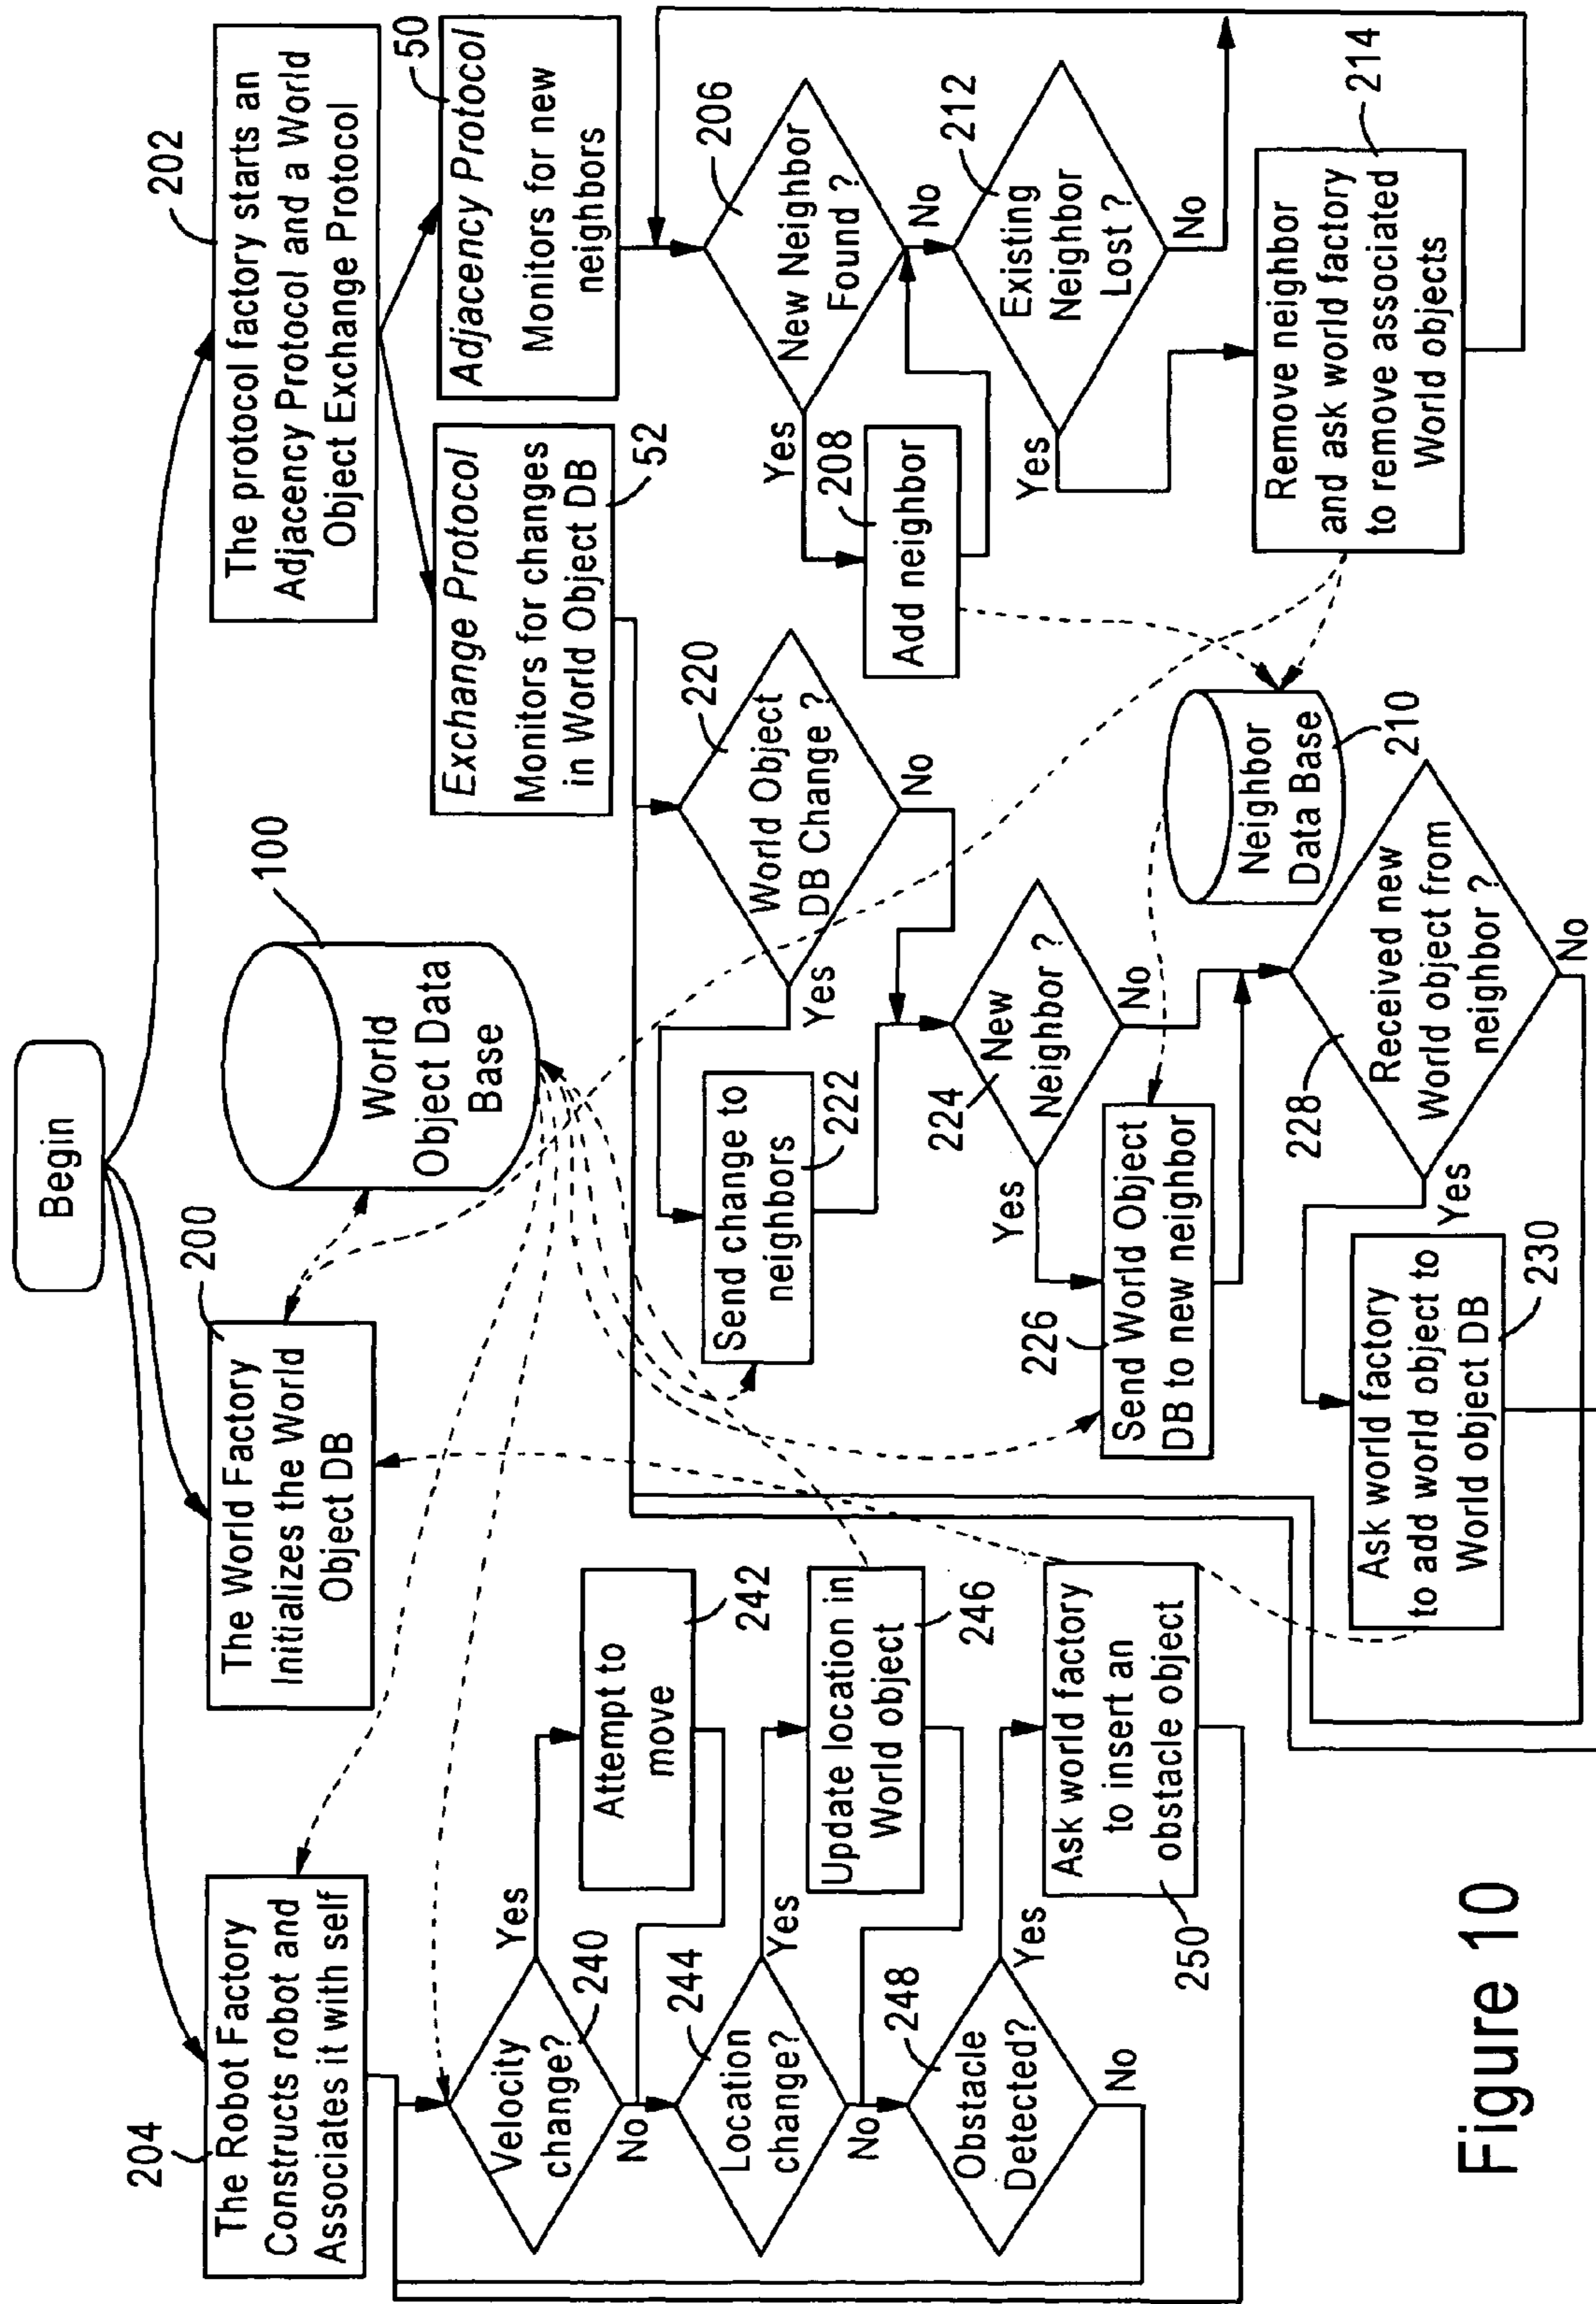 Begin
204
The Robot Factory
Constructs robot and
Associates it with self
200
The World Factory
Initializes the World
Object DB
100
World
Object Data
Base
202
The protocol factory starts an
Adjacency Protocol and a World
Object Exchange Protocol
Exchange Protocol
Monitors for changes
in World Object DB
52
50
Adjacency Protocol
Monitors for new
neighbors
Velocity
change?
240
Yes
No
Attempt to
move
242
Location
change?
244
Yes
No
Update location in
World object
246
Obstacle
Detected?
248
Yes
No
Ask world factory
to insert an
obstacle object
250
World Object
DB Change ?
220
Yes
No
Send change to
neighbors
222
New
Neighbor ?
224
Yes
No
Send World Object
DB to new neighbor
226
Received new
World object from
neighbor ?
228
Yes
No
Ask world factory
to add world object to
World object DB
230
New Neighbor
Found ?
206
Yes
No
Add neighbor
208
Neighbor
Data Base
210
Existing
Neighbor
Lost ?
212
Yes
No
Remove neighbor
and ask world factory
to remove associated
World objects
214
Figure 10